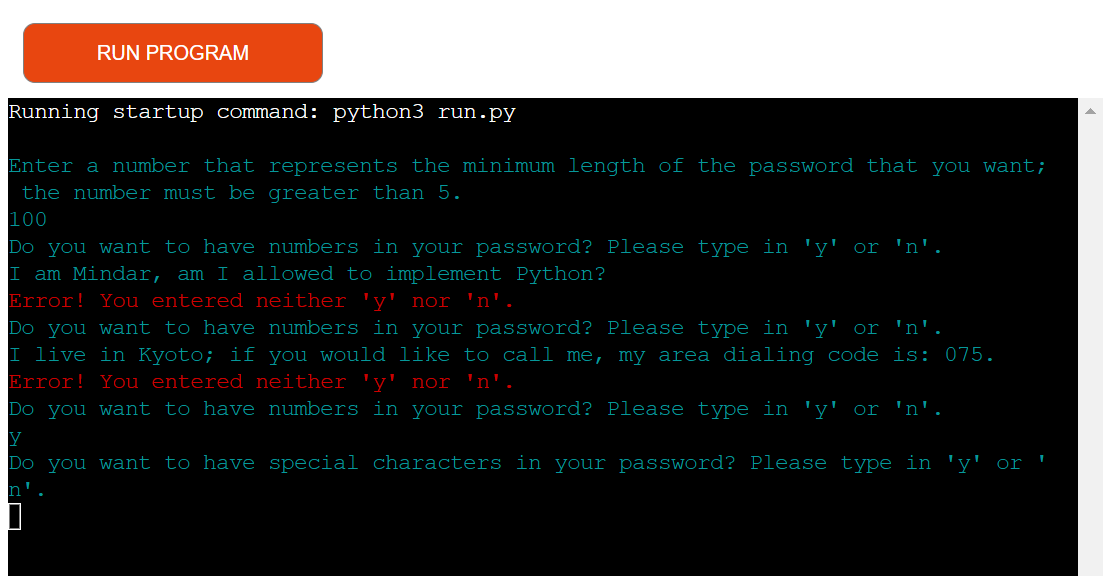 RUN PROGRAM
Running startup command: python3 run.py
Enter a number that represents the minimum length of the password that you want;
the number must be greater than 5.
100
Do you want to have numbers in your password? Please type in 'y' or 'n'.
I am Mindar, am I allowed to implement Python?
Error! You entered neither 'y' nor 'n'.
Do you want to have numbers in your password? Please type in 'y' or 'n'.
I live in Kyoto; if you would like to call me, my area dialing code is: 075.
Error! You entered neither 'y' nor 'n'.
Do you want to have numbers in your password? Please type in 'y' or 'n'.
y
Do you want to have special characters in your password? Please type in 'y' or '
n'.